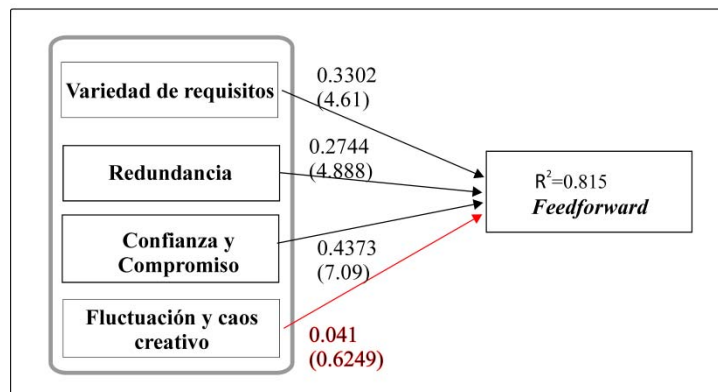 Variedad de requisitos
0.3302
(4.61)
Redundancia
0.2744
(4.888)
Confianza y
Compromiso
0.4373
(7.09)
Fluctuación y caos
creativo
0.041
(0.6249)
R²=0.815
Feedforward